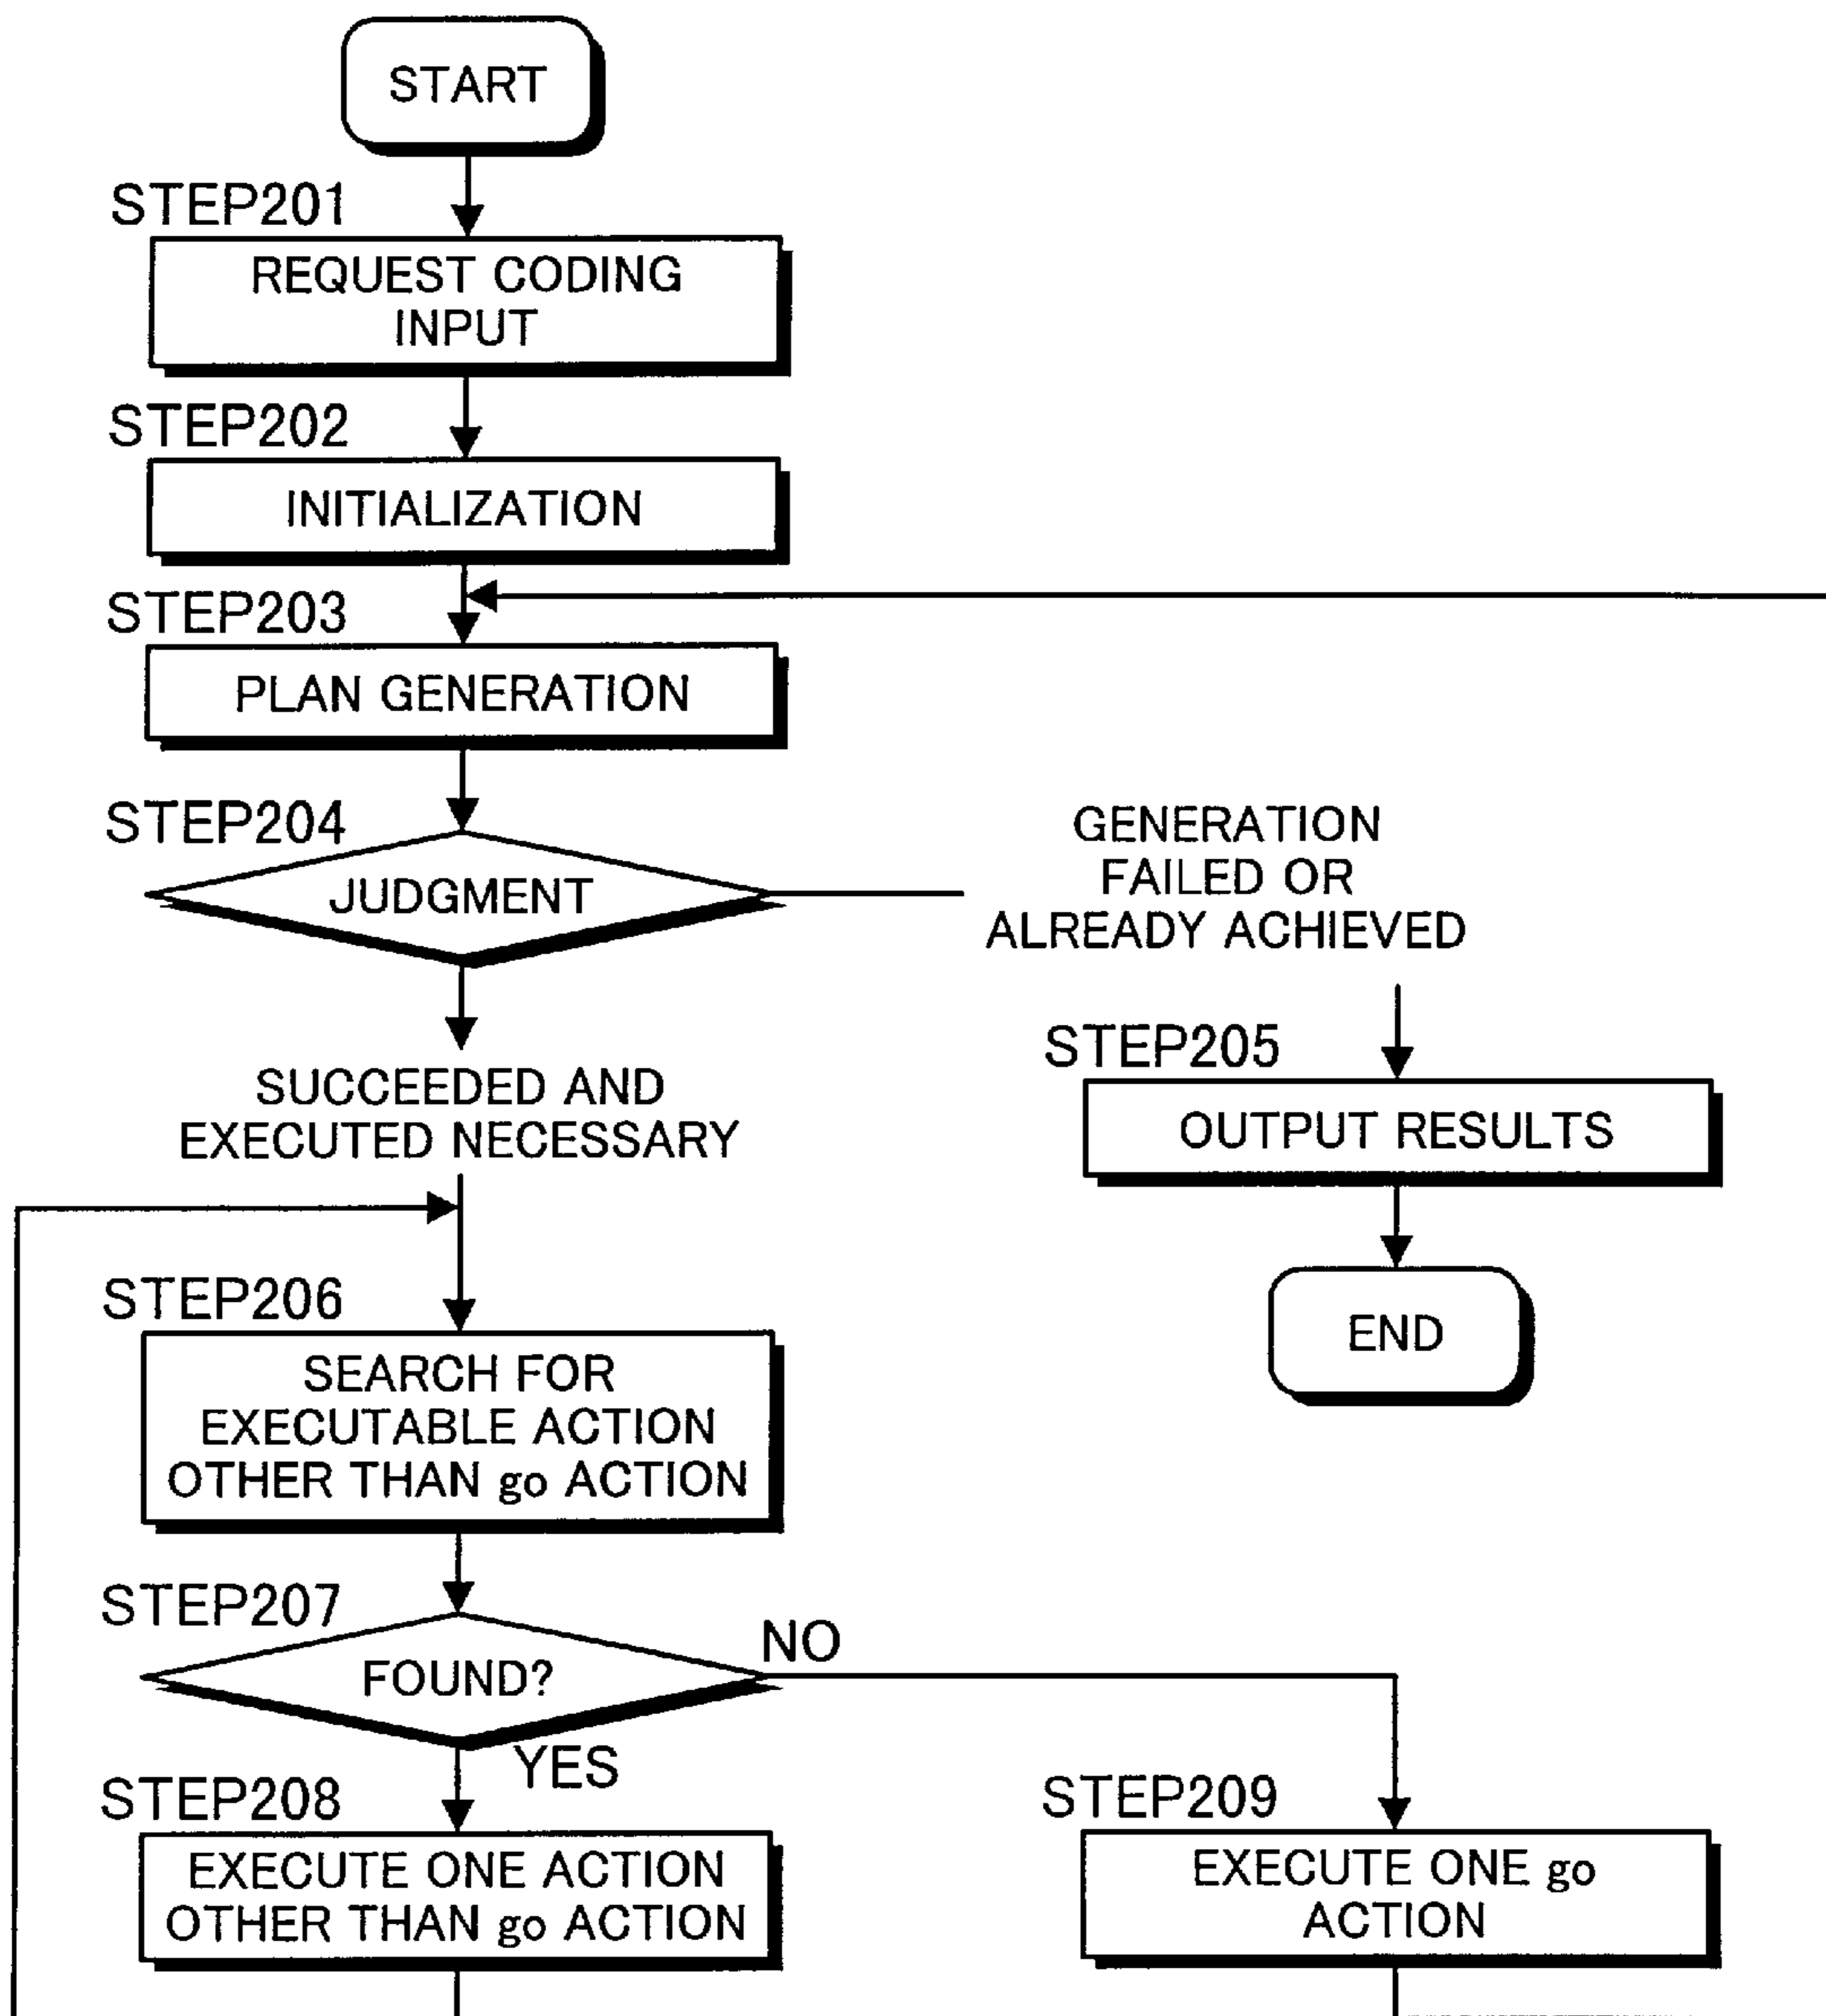 START
STEP201
REQUEST CODING
INPUT
STEP202
INITIALIZATION
STEP203
PLAN GENERATION
STEP204
JUDGMENT
GENERATION
FAILED OR
ALREADY ACHIEVED
SUCCEEDED AND
EXECUTED NECESSARY
STEP205
OUTPUT RESULTS
END
STEP206
SEARCH FOR
EXECUTABLE ACTION
OTHER THAN go ACTION
STEP207
FOUND?
NO
YES
STEP208
EXECUTE ONE ACTION
OTHER THAN go ACTION
STEP209
EXECUTE ONE go
ACTION